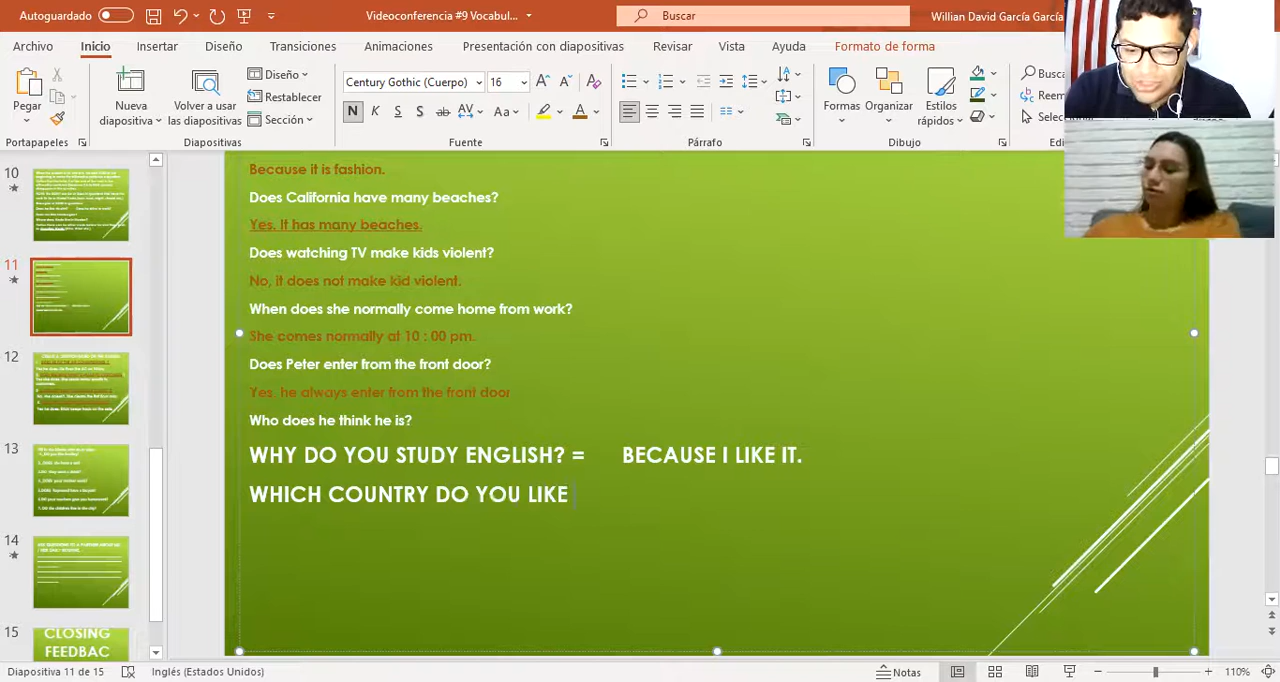 Autoguardado
Videoconferencia #9 Vocabul...
Buscar
Willian David García García
Archivo
Inicio
Insertar
Diseño
Transiciones
Animaciones
Presentación con diapositivas
Revisar
Vista
Ayuda
Formato de forma
Pegar
Nueva
diapositiva
Volver a usar
las diapositivas
Diseño
Restablecer
Sección
Century Gothic (Cuerpo)
16
N K S S ab AV Aa
Formas
Organizar
Estilos
rápidos
Portapapeles
Diapositivas
Fuente
Párrafo
Dibujo
10
11
12
13
14
15
CLOSING
FEEDBAC
Because it is fashion.
Does California have many beaches?
Yes. It has many beaches.
Does watching TV make kids violent?
No, it does not make kid violent.
When does she normally come home from work?
She comes normally at 10 : 00 pm.
Does Peter enter from the front door?
Yes, he always enter from the front door
Who does he think he is?
WHY DO YOU STUDY ENGLISH? = BECAUSE I LIKE IT.
WHICH COUNTRY DO YOU LIKE
Diapositiva 11 de 15
Inglés (Estados Unidos)
Notas
110%